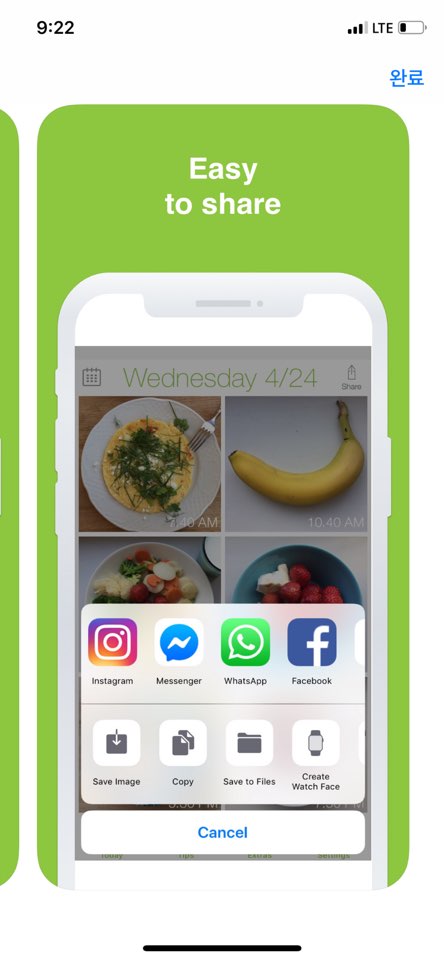 9:22
LTE
완료
Easy
to share
Wednesday 4/24
Share
7:40 AM
10.40 AM
Instagram
Messenger
WhatsApp
Facebook
Save Image
Copy
Save to Files
Create
Watch Face
Cancel
Today
Tips
Extras
Settings